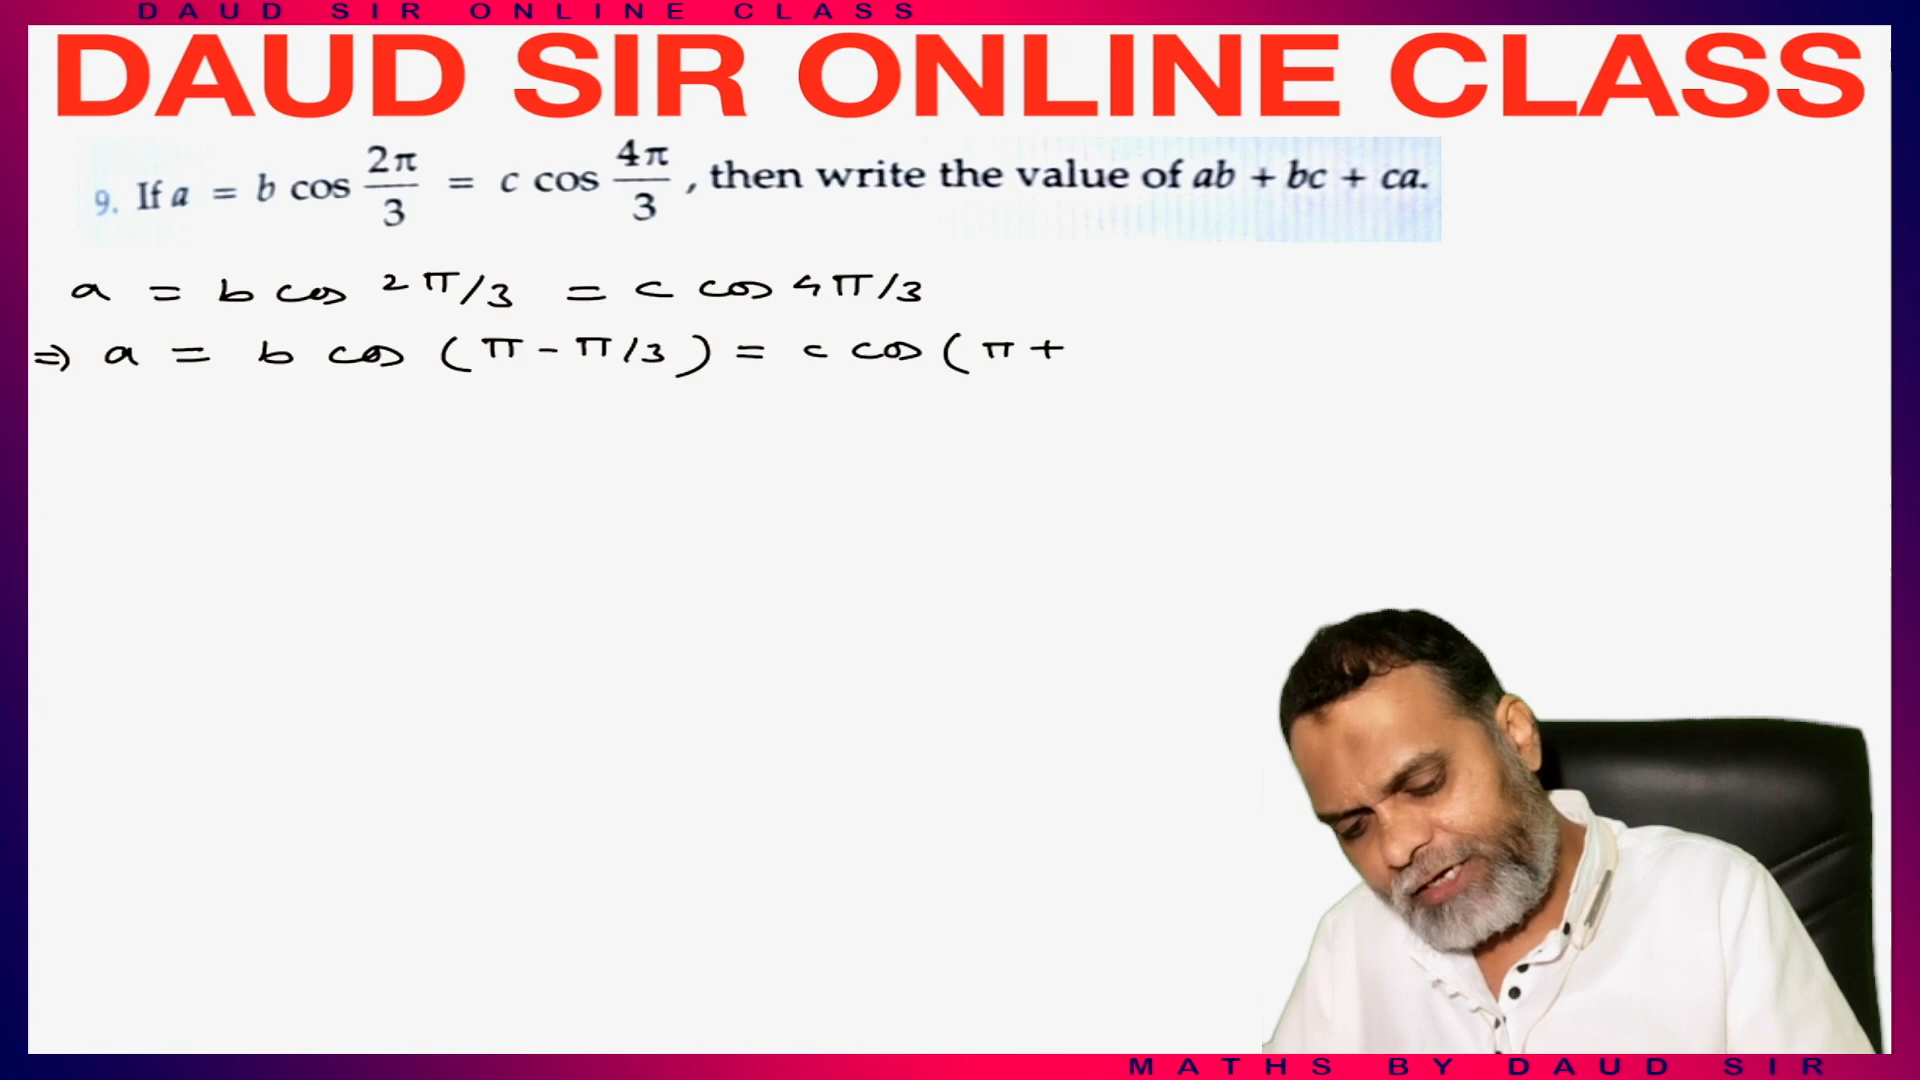 DAUD SIR ONLINE CLASS
DAUD SIR ONLINE CLASS
9. If a = b cos 2π/3 = c cos 4π/3, then write the value of ab + bc + ca.
a = b cos 2π/3 = c cos 4π/3
⇒ a = b cos (π - π/3) = c cos (π +
MATHS BY DAUD SIR